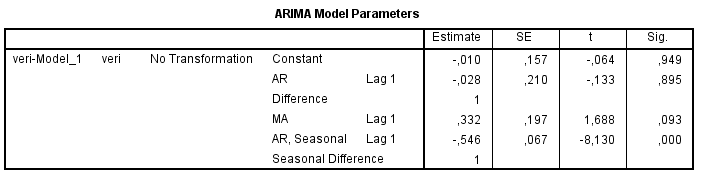 ARIMA Model Parameters
Estimate SE t Sig.
veri-Model_1 veri No Transformation Constant -,010 ,157 -,064 ,949
AR Lag 1 -,028 ,210 -,133 ,895
Difference 1
MA Lag 1 ,332 ,197 1,688 ,093
AR, Seasonal Lag 1 -,546 ,067 -8,130 ,000
Seasonal Difference 1